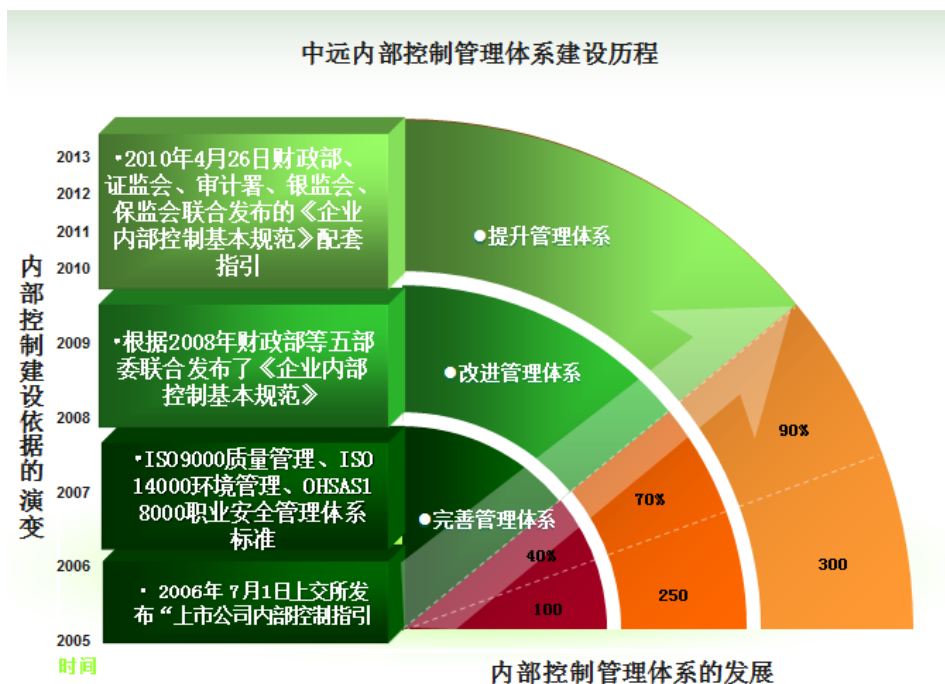 中远内部控制管理体系建设历程
内部控制建设依据的演变
2013
2012
2011
2010
2009
2008
2007
2006
2005
时间
▪2010年4月26日财政部、
证监会、审计署、银监会、
保监会联合发布的《企业
内部控制基本规范》配套
指引
▪根据2008年财政部等五部
委联合发布了《企业内部
控制基本规范》
▪ISO9000质量管理、ISO
14000环境管理、OHSAS1
8000职业安全管理体系
标准
▪ 2006年 7月1日上交所发
布“上市公司内部控制指引
●提升管理体系
●改进管理体系
●完善管理体系
90%
70%
40%
300
250
100
内部控制管理体系的发展